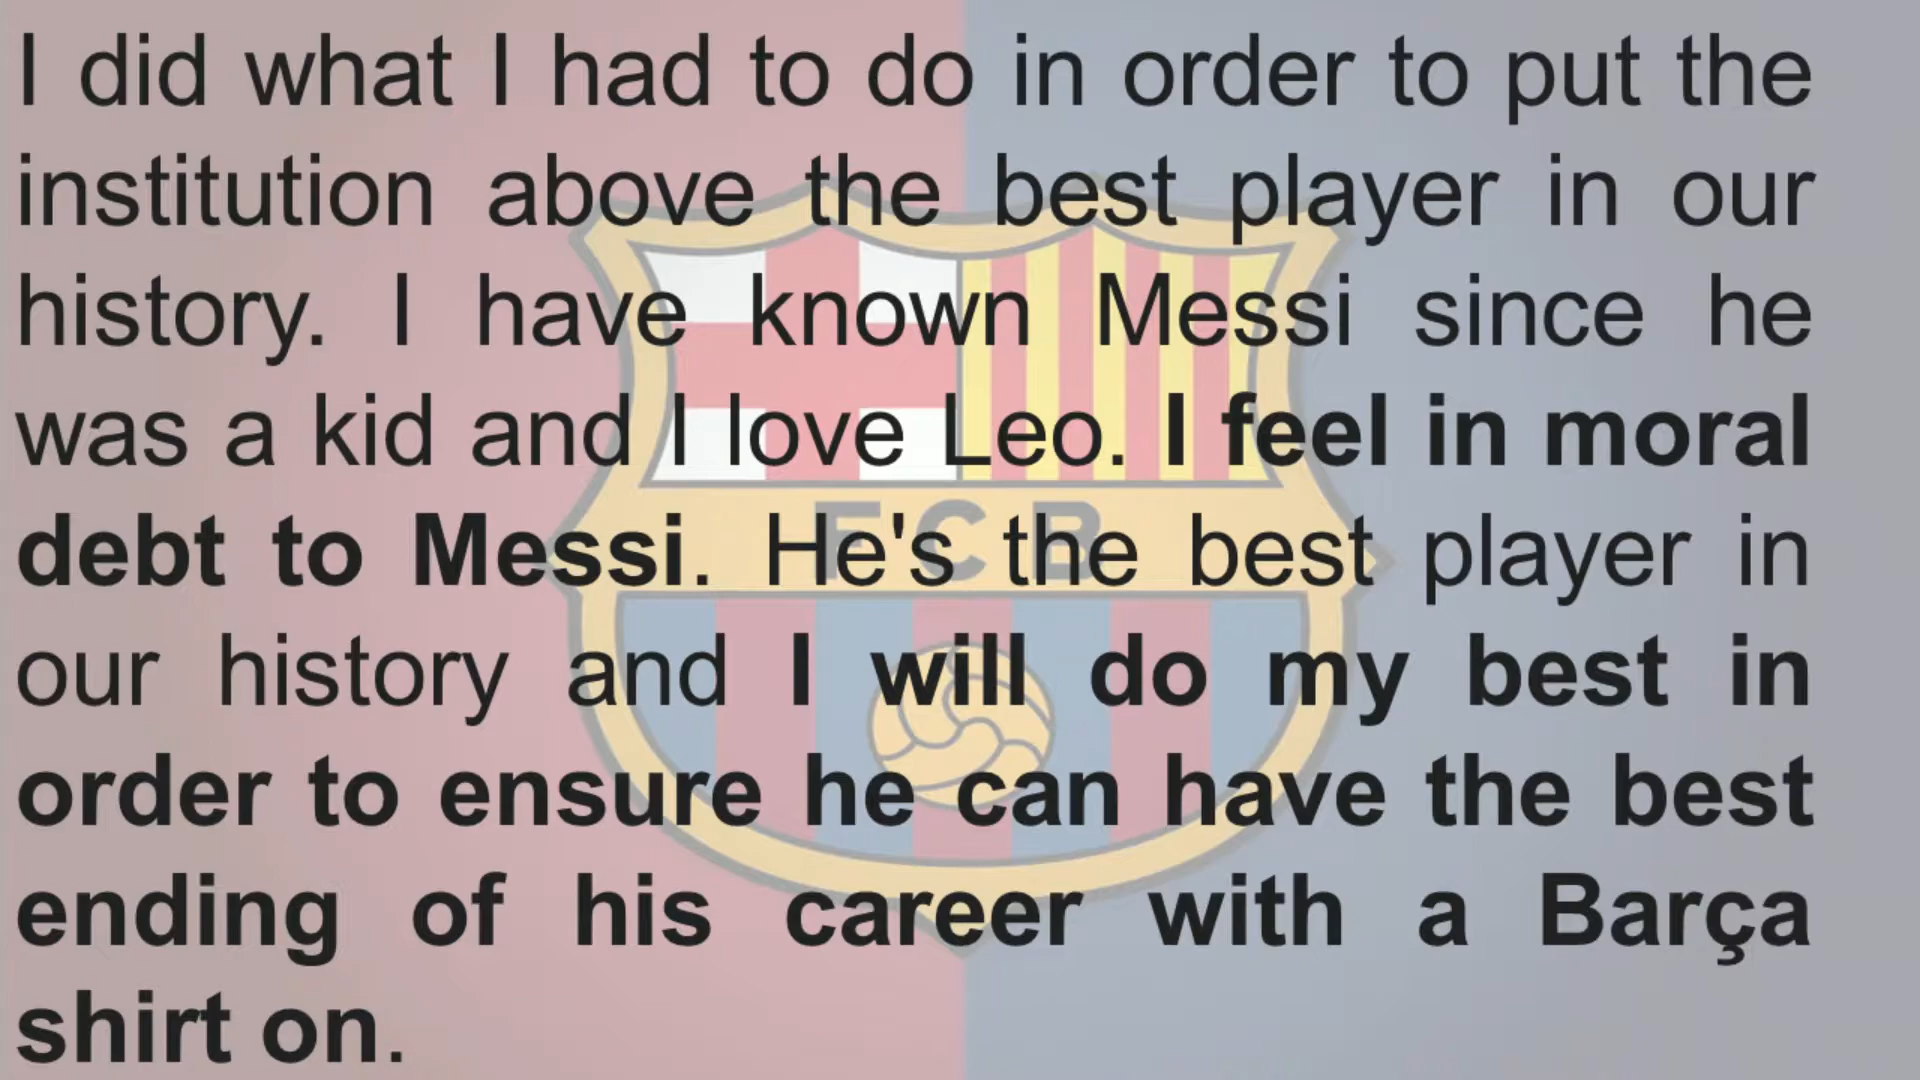 I did what I had to do in order to put the
institution above the best player in our
history. I have known Messi since he
was a kid and I love Leo. I feel in moral
debt to Messi. He's the best player in
our history and I will do my best in
order to ensure he can have the best
ending of his career with a Barça
shirt on.
FCB